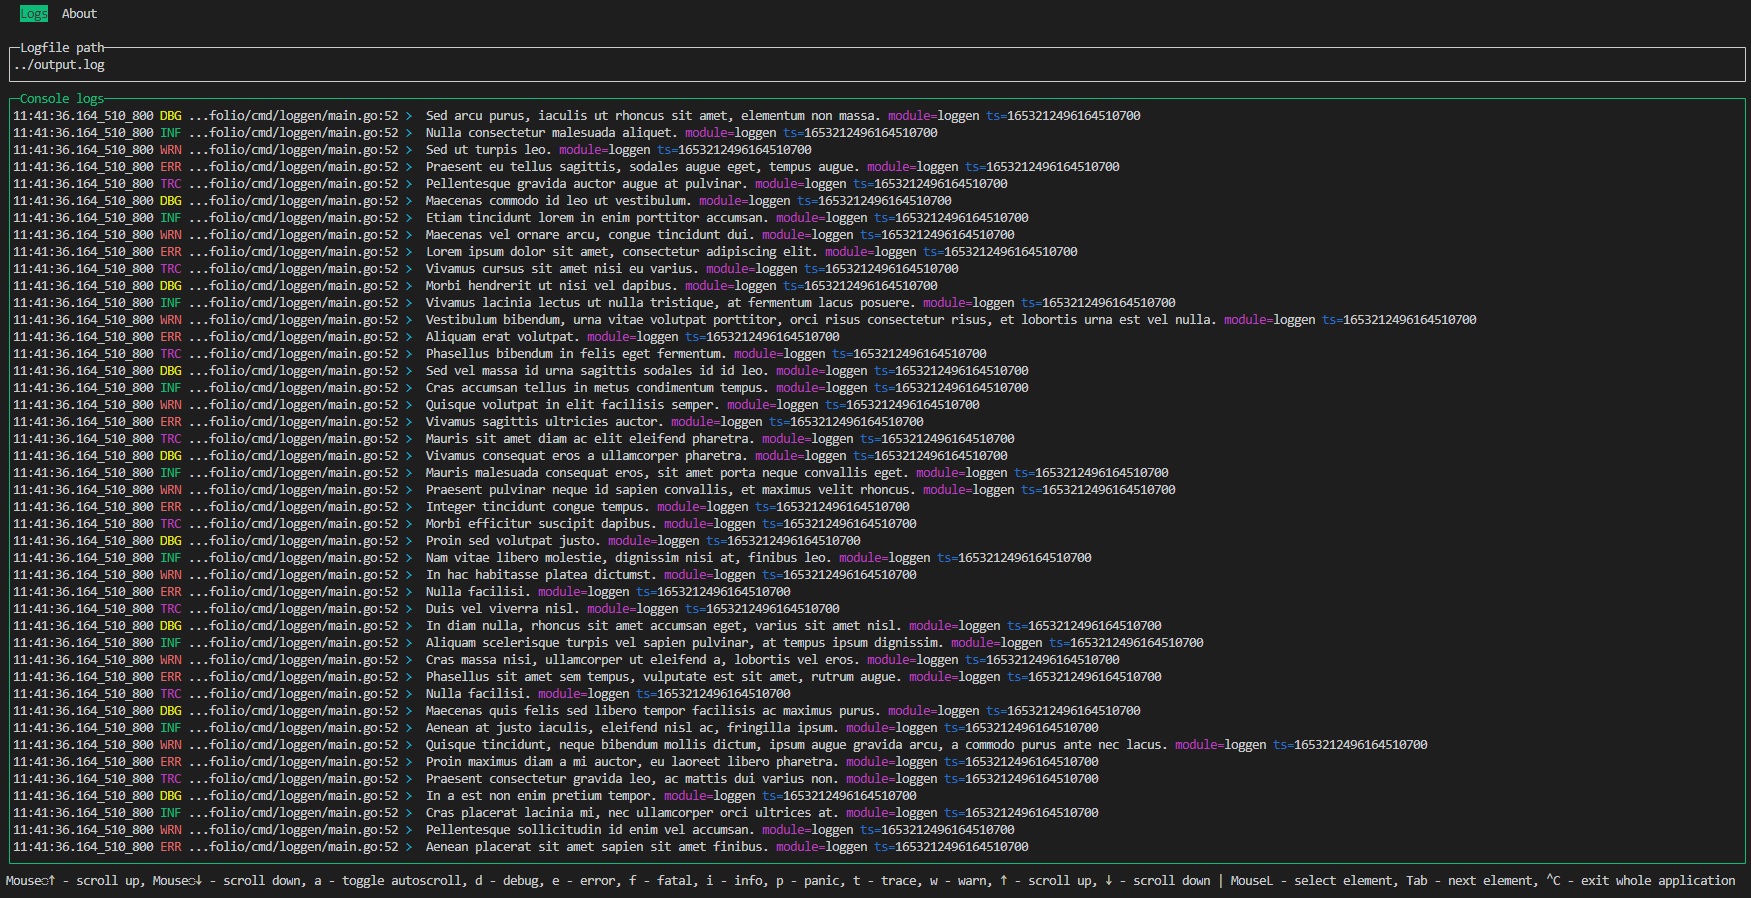 Logs About
Logfile path
../output.log
Console logs
11:41:36.164_510_800 DBG ...folio/cmd/loggen/main.go:52 > Sed arcu purus, iaculis ut rhoncus sit amet, elementum non massa. module=loggen ts=1653212496164510700
11:41:36.164_510_800 INF ...folio/cmd/loggen/main.go:52 > Nulla consectetur malesuada aliquet. module=loggen ts=1653212496164510700
11:41:36.164_510_800 WRN ...folio/cmd/loggen/main.go:52 > Sed ut turpis leo. module=loggen ts=1653212496164510700
11:41:36.164_510_800 ERR ...folio/cmd/loggen/main.go:52 > Praesent eu tellus sagittis, sodales augue eget, tempus augue. module=loggen ts=1653212496164510700
11:41:36.164_510_800 TRC ...folio/cmd/loggen/main.go:52 > Pellentesque gravida auctor augue at pulvinar. module=loggen ts=1653212496164510700
11:41:36.164_510_800 DBG ...folio/cmd/loggen/main.go:52 > Maecenas commodo id leo ut vestibulum. module=loggen ts=1653212496164510700
11:41:36.164_510_800 INF ...folio/cmd/loggen/main.go:52 > Etiam tincidunt lorem in enim porttitor accumsan. module=loggen ts=1653212496164510700
11:41:36.164_510_800 WRN ...folio/cmd/loggen/main.go:52 > Maecenas vel ornare arcu, congue tincidunt dui. module=loggen ts=1653212496164510700
11:41:36.164_510_800 ERR ...folio/cmd/loggen/main.go:52 > Lorem ipsum dolor sit amet, consectetur adipiscing elit. module=loggen ts=1653212496164510700
11:41:36.164_510_800 TRC ...folio/cmd/loggen/main.go:52 > Vivamus cursus sit amet nisi eu varius. module=loggen ts=1653212496164510700
11:41:36.164_510_800 DBG ...folio/cmd/loggen/main.go:52 > Morbi hendrerit ut nisi vel dapibus. module=loggen ts=1653212496164510700
11:41:36.164_510_800 INF ...folio/cmd/loggen/main.go:52 > Vivamus lacinia lectus ut nulla tristique, at fermentum lacus posuere. module=loggen ts=1653212496164510700
11:41:36.164_510_800 WRN ...folio/cmd/loggen/main.go:52 > Vestibulum bibendum, urna vitae volutpat porttitor, orci risus consectetur risus, et lobortis urna est vel nulla. module=loggen ts=1653212496164510700
11:41:36.164_510_800 ERR ...folio/cmd/loggen/main.go:52 > Aliquam erat volutpat. module=loggen ts=1653212496164510700
11:41:36.164_510_800 TRC ...folio/cmd/loggen/main.go:52 > Phasellus bibendum in felis eget fermentum. module=loggen ts=1653212496164510700
11:41:36.164_510_800 DBG ...folio/cmd/loggen/main.go:52 > Sed vel massa id urna sagittis sodales id id leo. module=loggen ts=1653212496164510700
11:41:36.164_510_800 INF ...folio/cmd/loggen/main.go:52 > Cras accumsan tellus in metus condimentum tempus. module=loggen ts=1653212496164510700
11:41:36.164_510_800 WRN ...folio/cmd/loggen/main.go:52 > Quisque volutpat in elit facilisis semper. module=loggen ts=1653212496164510700
11:41:36.164_510_800 ERR ...folio/cmd/loggen/main.go:52 > Vivamus sagittis ultricies auctor. module=loggen ts=1653212496164510700
11:41:36.164_510_800 TRC ...folio/cmd/loggen/main.go:52 > Mauris sit amet diam ac elit eleifend pharetra. module=loggen ts=1653212496164510700
11:41:36.164_510_800 DBG ...folio/cmd/loggen/main.go:52 > Vivamus consequat eros a ullamcorper pharetra. module=loggen ts=1653212496164510700
11:41:36.164_510_800 INF ...folio/cmd/loggen/main.go:52 > Mauris malesuada consequat eros, sit amet porta neque convallis eget. module=loggen ts=1653212496164510700
11:41:36.164_510_800 WRN ...folio/cmd/loggen/main.go:52 > Praesent pulvinar neque id sapien convallis, et maximus velit rhoncus. module=loggen ts=1653212496164510700
11:41:36.164_510_800 ERR ...folio/cmd/loggen/main.go:52 > Integer tincidunt congue tempus. module=loggen ts=1653212496164510700
11:41:36.164_510_800 TRC ...folio/cmd/loggen/main.go:52 > Morbi efficitur suscipit dapibus. module=loggen ts=1653212496164510700
11:41:36.164_510_800 DBG ...folio/cmd/loggen/main.go:52 > Proin sed volutpat justo. module=loggen ts=1653212496164510700
11:41:36.164_510_800 INF ...folio/cmd/loggen/main.go:52 > Nam vitae libero molestie, dignissim nisi at, finibus leo. module=loggen ts=1653212496164510700
11:41:36.164_510_800 WRN ...folio/cmd/loggen/main.go:52 > In hac habitasse platea dictumst. module=loggen ts=1653212496164510700
11:41:36.164_510_800 ERR ...folio/cmd/loggen/main.go:52 > Nulla facilisi. module=loggen ts=1653212496164510700
11:41:36.164_510_800 TRC ...folio/cmd/loggen/main.go:52 > Duis vel viverra nisl. module=loggen ts=1653212496164510700
11:41:36.164_510_800 DBG ...folio/cmd/loggen/main.go:52 > In diam nulla, rhoncus sit amet accumsan eget, varius sit amet nisl. module=loggen ts=1653212496164510700
11:41:36.164_510_800 INF ...folio/cmd/loggen/main.go:52 > Aliquam scelerisque turpis vel sapien pulvinar, at tempus ipsum dignissim. module=loggen ts=1653212496164510700
11:41:36.164_510_800 WRN ...folio/cmd/loggen/main.go:52 > Cras massa nisi, ullamcorper ut eleifend a, lobortis vel eros. module=loggen ts=1653212496164510700
11:41:36.164_510_800 ERR ...folio/cmd/loggen/main.go:52 > Phasellus sit amet sem tempus, vulputate est sit amet, rutrum augue. module=loggen ts=1653212496164510700
11:41:36.164_510_800 TRC ...folio/cmd/loggen/main.go:52 > Nulla facilisi. module=loggen ts=1653212496164510700
11:41:36.164_510_800 DBG ...folio/cmd/loggen/main.go:52 > Maecenas quis felis sed libero tempor facilisis ac maximus purus. module=loggen ts=1653212496164510700
11:41:36.164_510_800 INF ...folio/cmd/loggen/main.go:52 > Aenean at justo iaculis, eleifend nisl ac, fringilla ipsum. module=loggen ts=1653212496164510700
11:41:36.164_510_800 WRN ...folio/cmd/loggen/main.go:52 > Quisque tincidunt, neque bibendum mollis dictum, ipsum augue gravida arcu, a commodo purus ante nec lacus. module=loggen ts=1653212496164510700
11:41:36.164_510_800 ERR ...folio/cmd/loggen/main.go:52 > Proin maximus diam a mi auctor, eu laoreet libero pharetra. module=loggen ts=1653212496164510700
11:41:36.164_510_800 TRC ...folio/cmd/loggen/main.go:52 > Praesent consectetur gravida leo, ac mattis dui varius non. module=loggen ts=1653212496164510700
11:41:36.164_510_800 DBG ...folio/cmd/loggen/main.go:52 > In a est non enim pretium tempor. module=loggen ts=1653212496164510700
11:41:36.164_510_800 INF ...folio/cmd/loggen/main.go:52 > Cras placerat lacinia mi, nec ullamcorper orci ultrices at. module=loggen ts=1653212496164510700
11:41:36.164_510_800 WRN ...folio/cmd/loggen/main.go:52 > Pellentesque sollicitudin id enim vel accumsan. module=loggen ts=1653212496164510700
11:41:36.164_510_800 ERR ...folio/cmd/loggen/main.go:52 > Aenean placerat sit amet sapien sit amet finibus. module=loggen ts=1653212496164510700
Mouse↑ - scroll up, Mouse↓ - scroll down, a - toggle autoscroll, d - debug, e - error, f - fatal, i - info, p - panic, t - trace, w - warn, ↑ - scroll up, ↓ - scroll down | MouseL - select element, Tab - next element, ^C - exit whole application